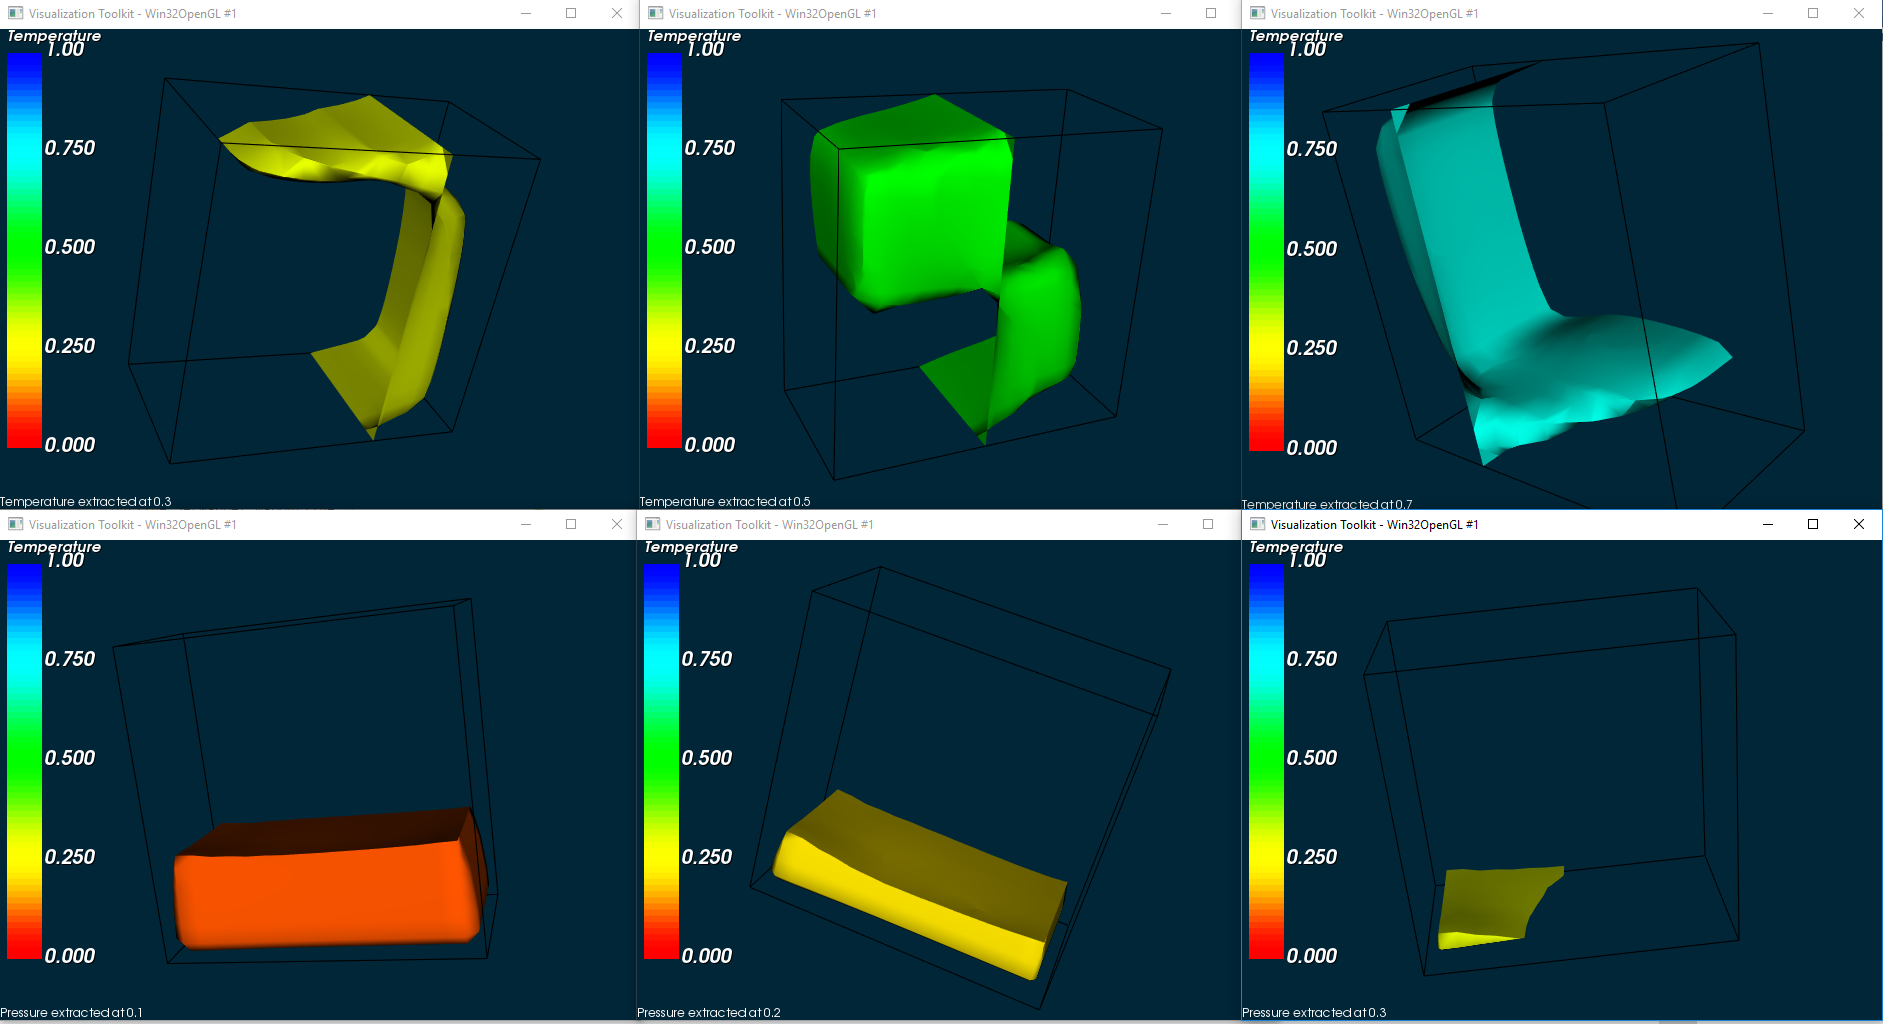 Visualization Toolkit - Win32OpenGL #1
Temperature
1.00
0.750
0.500
0.250
0.000
Temperature extracted at 0.3
Visualization Toolkit - Win32OpenGL #1
Temperature
1.00
0.750
0.500
0.250
0.000
Temperature extracted at 0.5
Visualization Toolkit - Win32OpenGL #1
Temperature
1.00
0.750
0.500
0.250
0.000
Temperature extracted at 0.7
Visualization Toolkit - Win32OpenGL #1
Temperature
1.00
0.750
0.500
0.250
0.000
Pressure extracted at 0.1
Visualization Toolkit - Win32OpenGL #1
Temperature
1.00
0.750
0.500
0.250
0.000
Pressure extracted at 0.2
Visualization Toolkit - Win32OpenGL #1
Temperature
1.00
0.750
0.500
0.250
0.000
Pressure extracted at 0.3